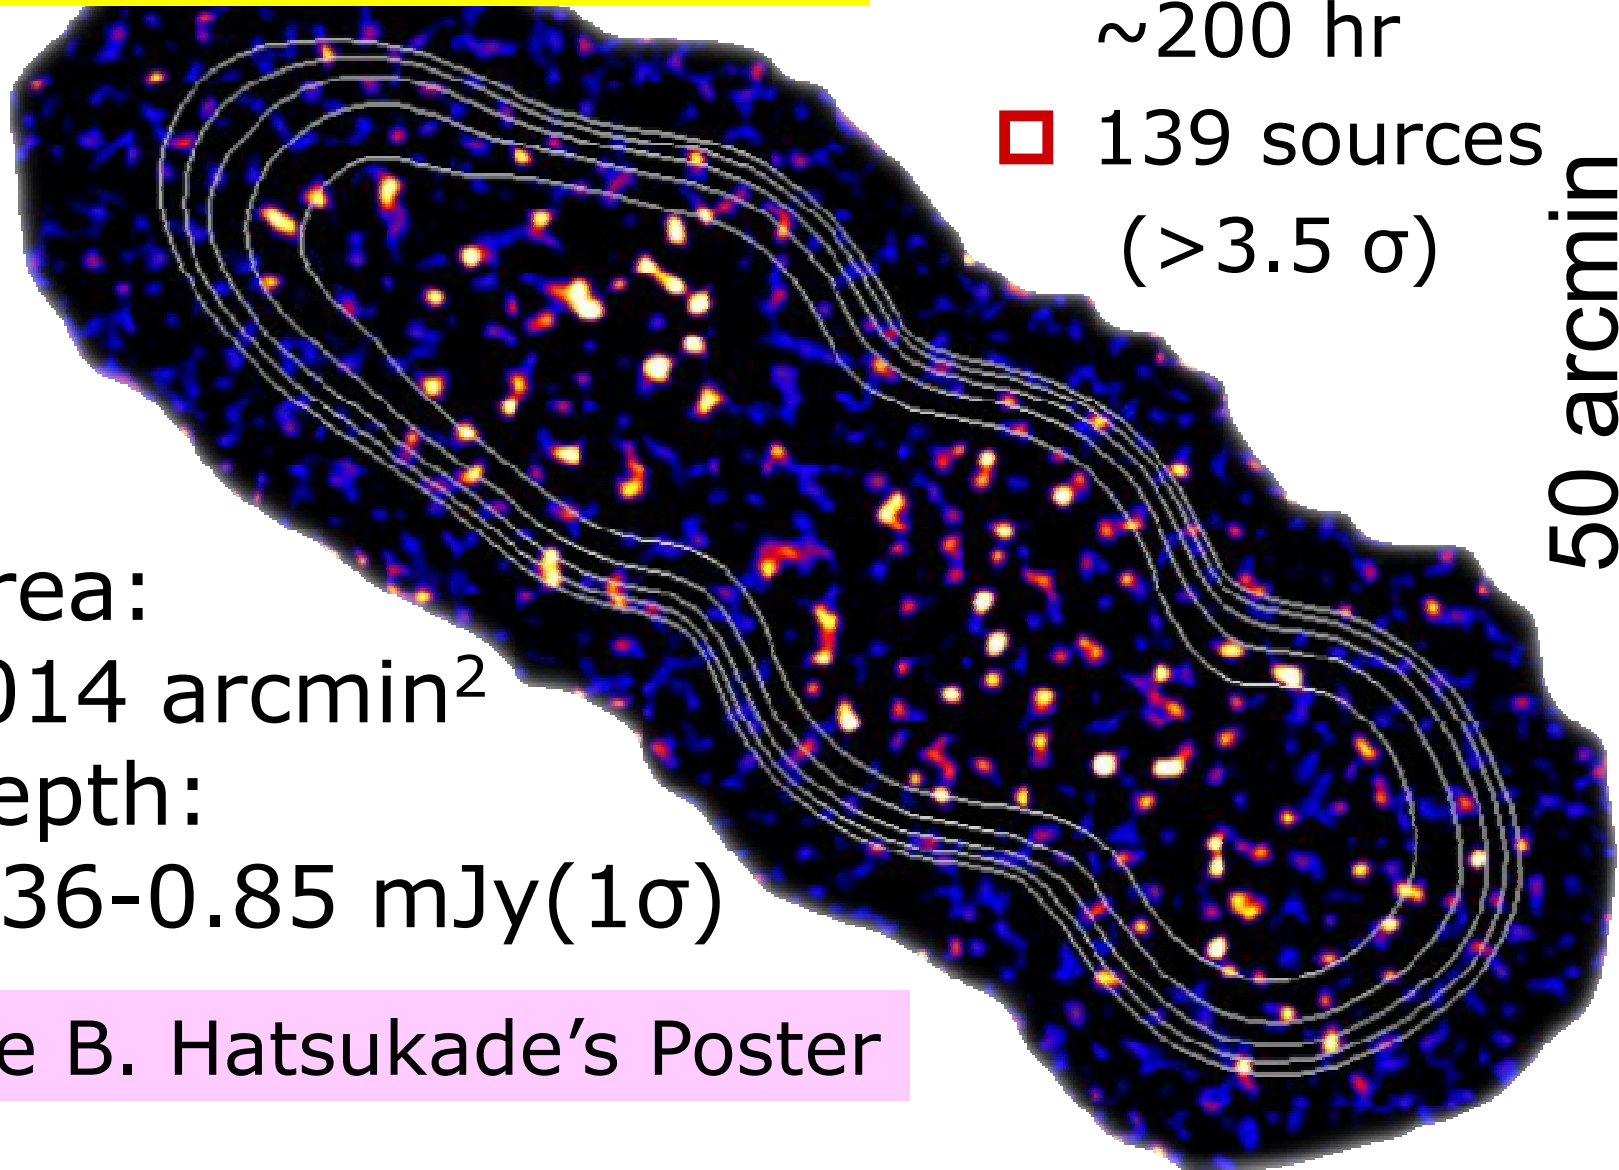 ~200 hr
139 sources
(>3.5 σ)
50 arcmin
rea:
014 arcmin²
epth:
36-0.85 mJy(1σ)
e B. Hatsukade’s Poster